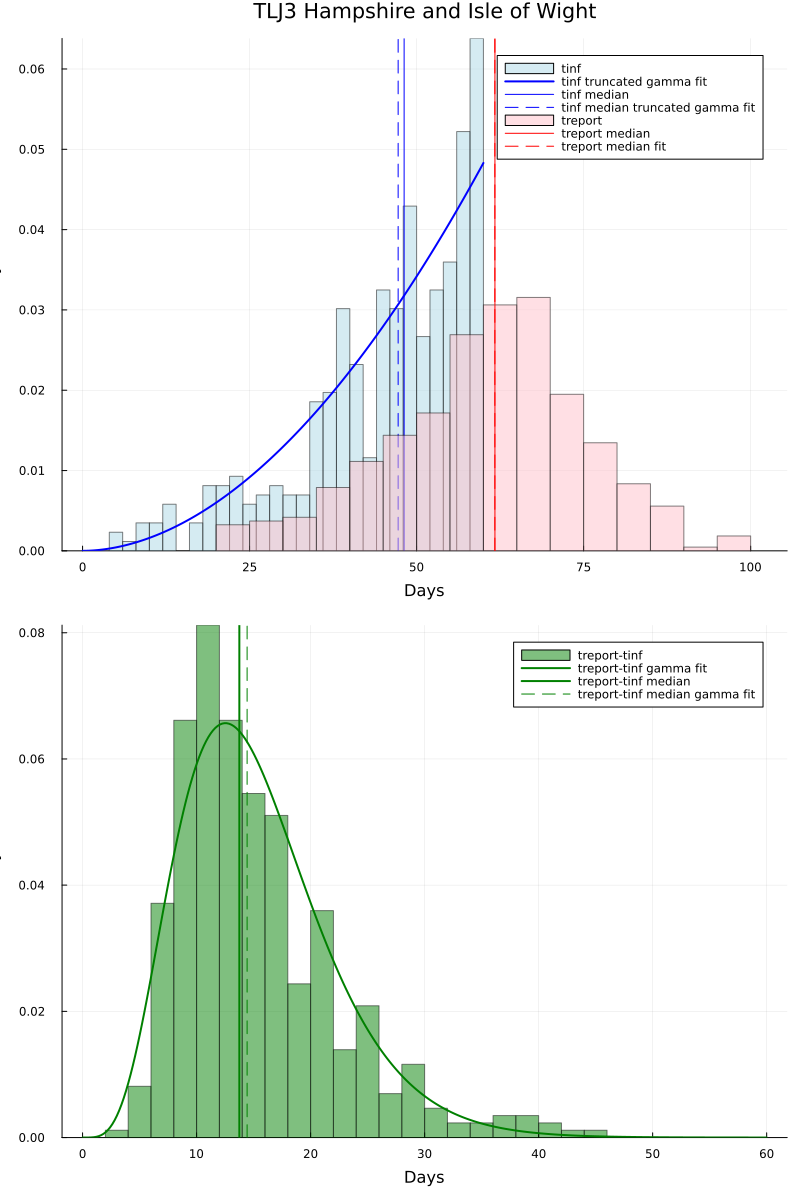 TLJ3 Hampshire and Isle of Wight
0.06
0.05
0.04
0.03
0.02
0.01
0.00
tinf
tinf truncated gamma fit
tinf median
tinf median truncated gamma fit
treport
treport median
treport median fit
0 25 50 75 100
Days
0.08
0.06
0.04
0.02
0.00
treport-tinf
treport-tinf gamma fit
treport-tinf median
treport-tinf median gamma fit
0 10 20 30 40 50 60
Days